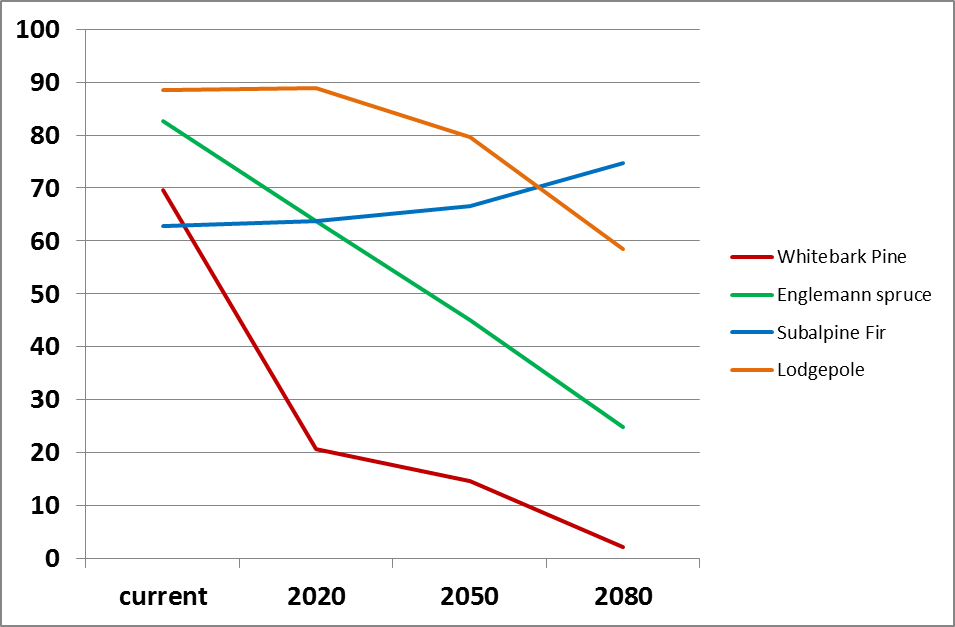 100
90
80
70
60
50
40
30
20
10
0
current 2020 2050 2080
Whitebark Pine
Englemann spruce
Subalpine Fir
Lodgepole